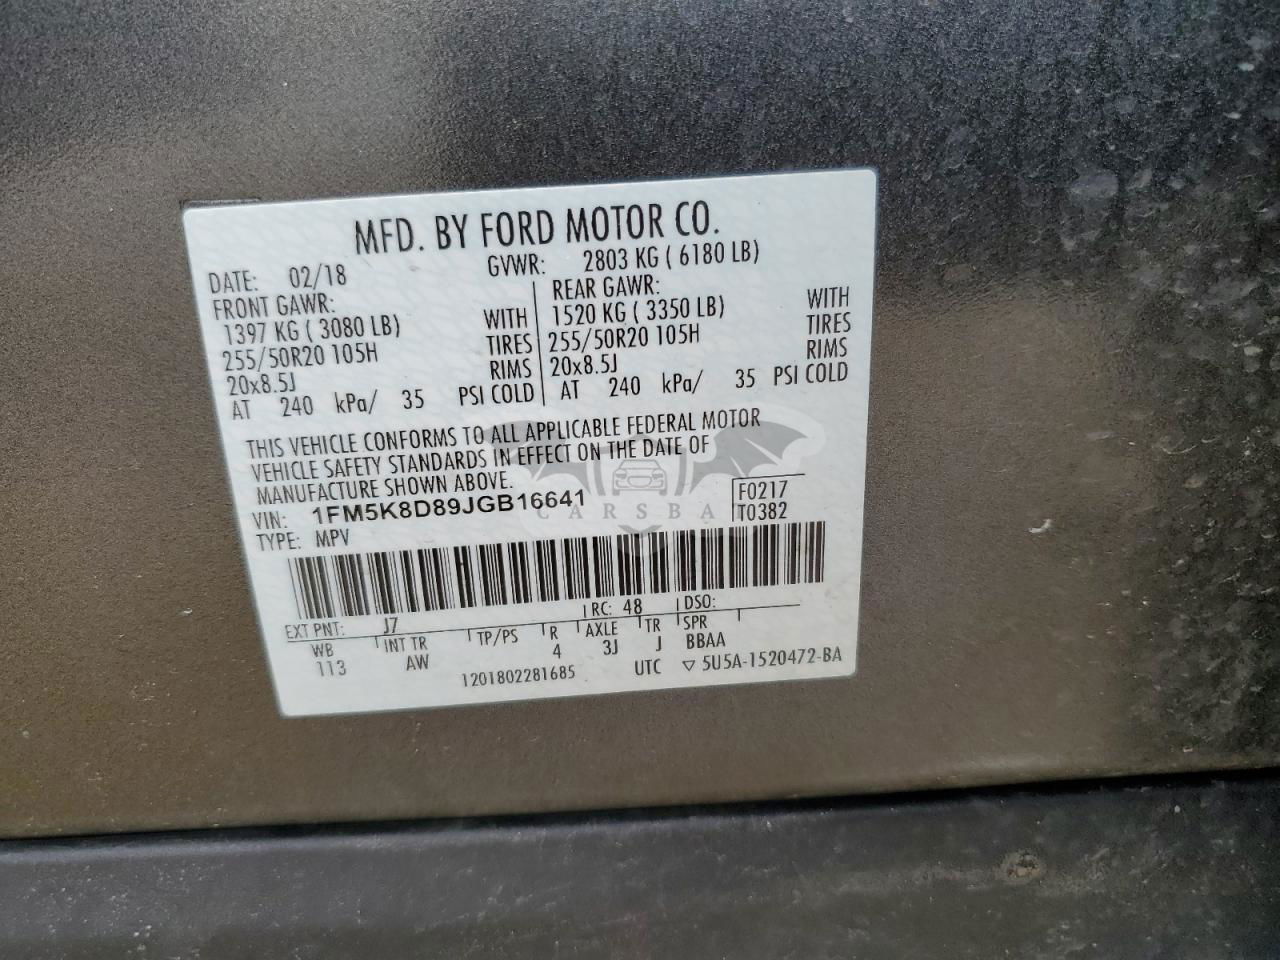 MFD. BY FORD MOTOR CO.
DATE: 02/18 GVWR: 2803 KG ( 6180 LB)
FRONT GAWR: REAR GAWR:
1397 KG ( 3080 LB) WITH 1520 KG ( 3350 LB) WITH
255/50R20 105H TIRES 255/50R20 105H TIRES
20x8.5J RIMS 20x8.5J RIMS
AT 240 kPa/ 35 PSI COLD AT 240 kPa/ 35 PSI COLD
THIS VEHICLE CONFORMS TO ALL APPLICABLE FEDERAL MOTOR
VEHICLE SAFETY STANDARDS IN EFFECT ON THE DATE OF
MANUFACTURE SHOWN ABOVE.
VIN: 1FM5K8D89JGB16641 F0217
TYPE: MPV T0382
CARSBA
EXT PNT: J7 RC: 48 DSO:
WB INT TR TP/PS R AXLE TR SPR
113 AW 4 3J J BBAA
1201802281685 UTC ▽ 5U5A-1520472-BA